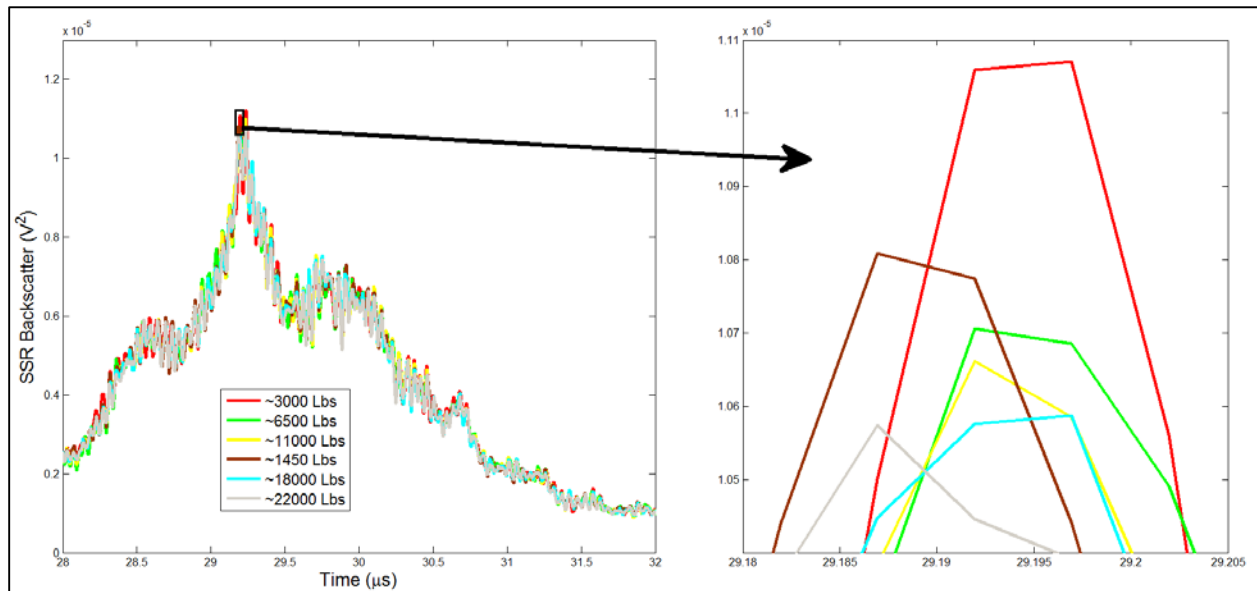 x 10^-5
1.2
1
0.8
0.6
0.4
0.2
0
SSR Backscatter (V^2)
~3000 Lbs
~6500 Lbs
~11000 Lbs
~1450 Lbs
~18000 Lbs
~22000 Lbs
28 28.5 29 29.5 30 30.5 31 31.5 32
Time (μs)
x 10^-5
1.11
1.1
1.09
1.08
1.07
1.06
1.05
29.18 29.185 29.19 29.195 29.2 29.205